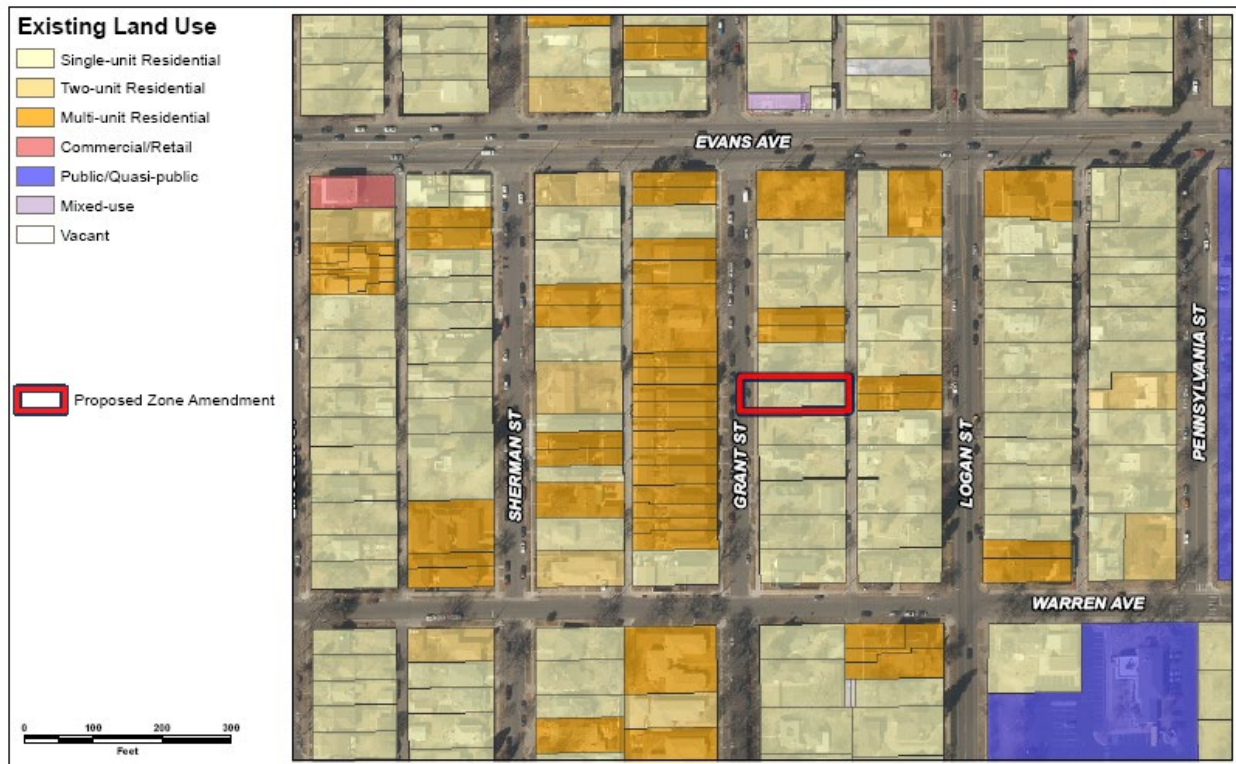 Existing Land Use
Single-unit Residential
Two-unit Residential
Multi-unit Residential
Commercial/Retail
Public/Quasi-public
Mixed-use
Vacant
Proposed Zone Amendment
0 100 200 300
Feet
EVANS AVE
SHERMAN ST
GRANT ST
LOGAN ST
PENNSYLVANIA ST
WARREN AVE